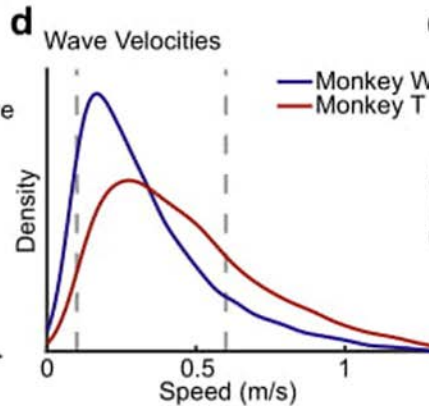 d
Wave Velocities
Monkey W
Monkey T
e
Density
0
0.5
1
Speed (m/s)